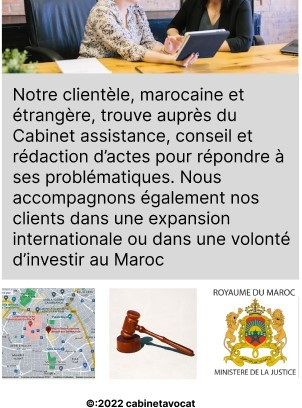 Notre clientèle, marocaine et
étrangère, trouve auprès du
Cabinet assistance, conseil et
rédaction d’actes pour répondre à
ses problématiques. Nous
accompagnons également nos
clients dans une expansion
internationale ou dans une volonté
d’investir au Maroc
ROYAUME DU MAROC
MINISTERE DE LA JUSTICE
©:2022 cabinetavocat